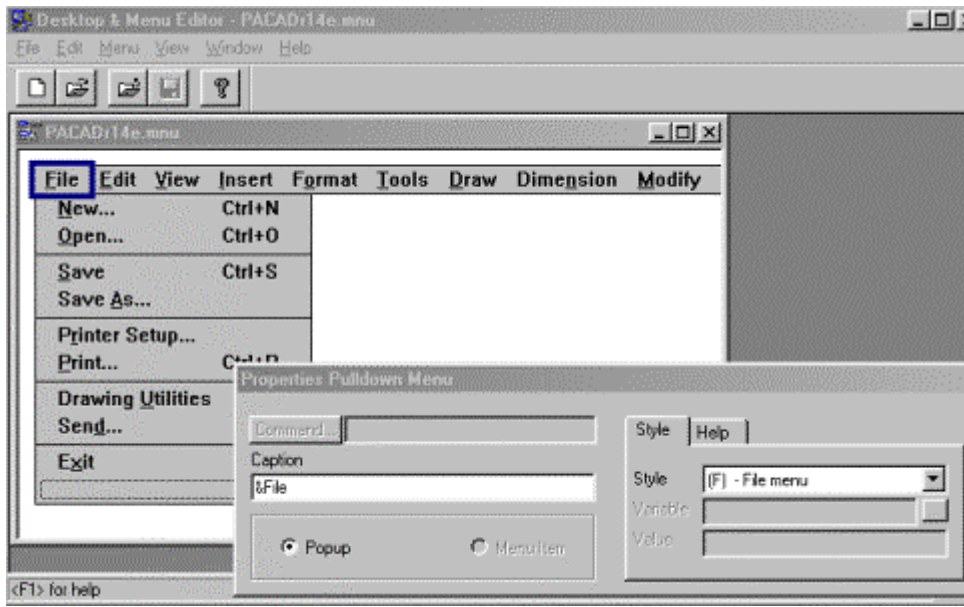 Desktop & Menu Editor - PACADr14e.mnu
File Edit Menu View Window Help
PACADr14e.mnu
File Edit View Insert Format Tools Draw Dimension Modify
New... Ctrl+N
Open... Ctrl+O
Save Ctrl+S
Save As...
Printer Setup...
Print... Ctrl+P
Drawing Utilities
Send...
Exit
Properties Pulldown Menu
Command...
Caption
&File
Popup Menu Item
Style Help
Style (F) - File menu
Variable
Value
<F1> for help